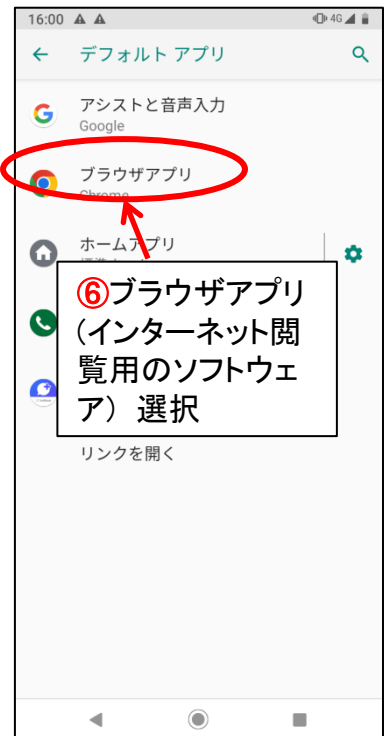 16:00
4G
デフォルト アプリ
アシストと音声入力
Google
ブラウザアプリ
Chrome
ホームアプリ
⑥ブラウザアプリ
(インターネット閲
覧用のソフトウェ
ア) 選択
リンクを開く